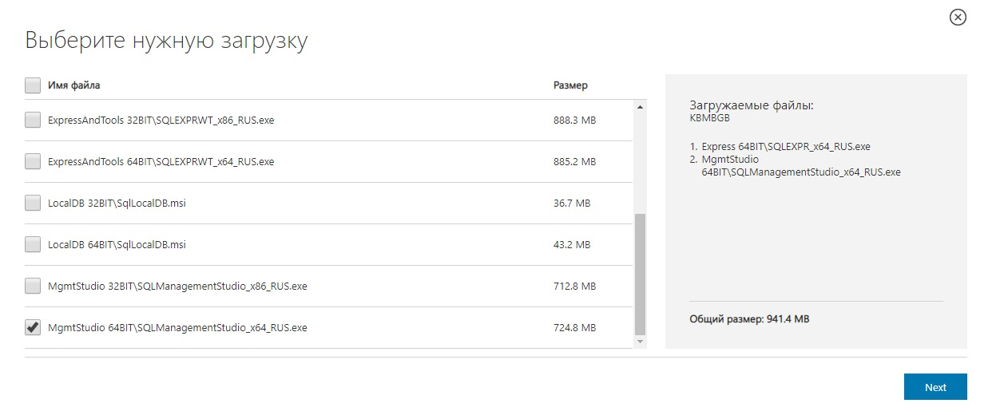 Выберите нужную загрузку
Имя файла
Размер
ExpressAndTools 32BIT\SQLEXPRWT_x86_RUS.exe
888.3 MB
ExpressAndTools 64BIT\SQLEXPRWT_x64_RUS.exe
885.2 MB
LocalDB 32BIT\SqlLocalDB.msi
36.7 MB
LocalDB 64BIT\SqlLocalDB.msi
43.2 MB
MgmtStudio 32BIT\SQLManagementStudio_x86_RUS.exe
712.8 MB
MgmtStudio 64BIT\SQLManagementStudio_x64_RUS.exe
724.8 MB
Загружаемые файлы:
KBMBGB
1. Express 64BIT\SQLEXPR_x64_RUS.exe
2. MgmtStudio
64BIT\SQLManagementStudio_x64_RUS.exe
Общий размер: 941.4 MB
Next